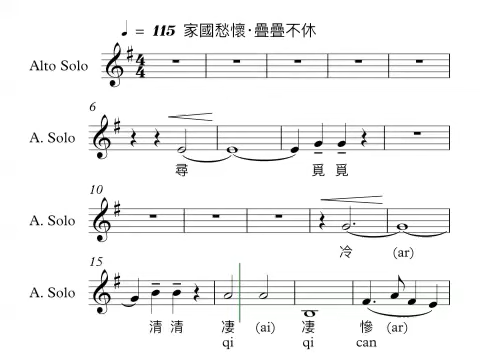 ♩ = 115 家國愁懷·疊疊不休
Alto Solo
6
A. Solo
尋 覓 覓
10
A. Solo
冷 (ar)
15
A. Solo
清 清 凄 (ai) 凄 慘 (ar)
qi qi can